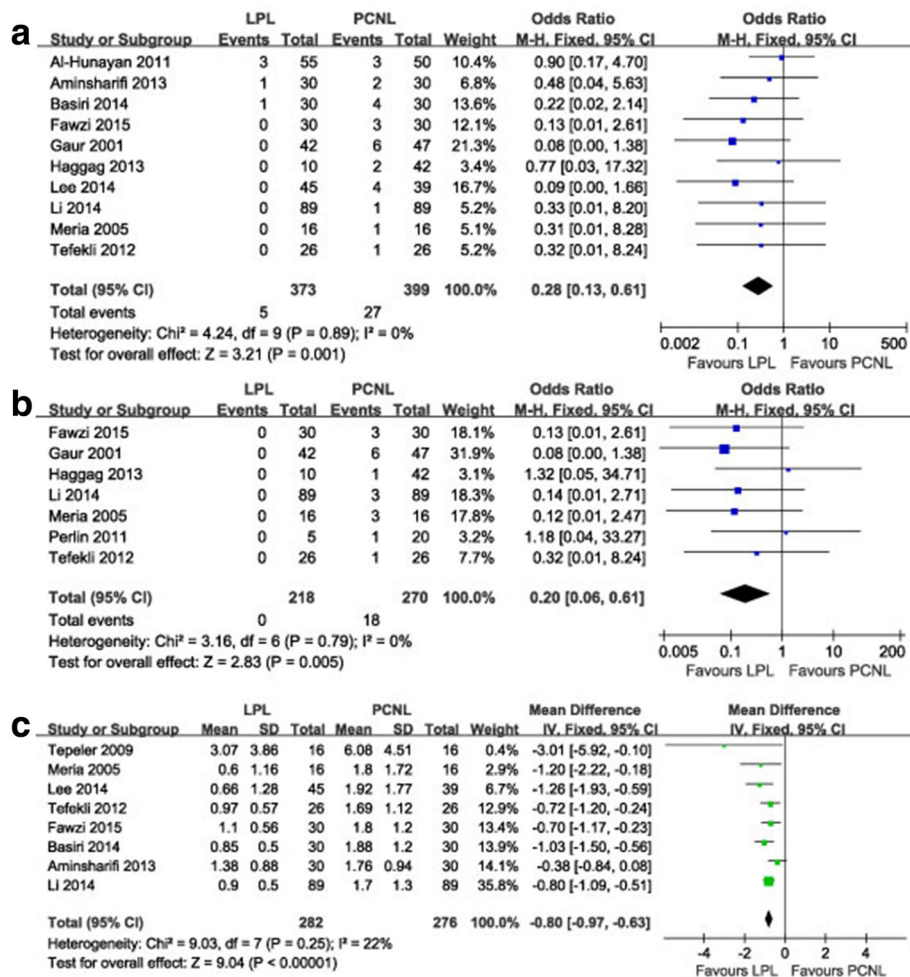 a
LPL PCNL Odds Ratio Odds Ratio
Study or Subgroup Events Total Events Total Weight M-H, Fixed, 95% CI M-H, Fixed, 95% CI
Al-Hunayan 2011 3 55 3 50 10.4% 0.90 [0.17, 4.70]
Aminsharifi 2013 1 30 2 30 6.8% 0.48 [0.04, 5.63]
Basiri 2014 1 30 4 30 13.6% 0.22 [0.02, 2.14]
Fawzi 2015 0 30 3 30 12.1% 0.13 [0.01, 2.61]
Gaur 2001 0 42 6 47 21.3% 0.08 [0.00, 1.38]
Haggag 2013 0 10 2 42 3.4% 0.77 [0.03, 17.32]
Lee 2014 0 45 4 39 16.7% 0.09 [0.00, 1.66]
Li 2014 0 89 1 89 5.2% 0.33 [0.01, 8.20]
Meria 2005 0 16 1 16 5.1% 0.31 [0.01, 8.28]
Tefekli 2012 0 26 1 26 5.2% 0.32 [0.01, 8.24]
Total (95% CI) 373 399 100.0% 0.28 [0.13, 0.61]
Total events 5 27
Heterogeneity: Chi² = 4.24, df = 9 (P = 0.89); I² = 0%
Test for overall effect: Z = 3.21 (P = 0.001)
0.002 0.1 1 10 500
Favours LPL Favours PCNL
b
LPL PCNL Odds Ratio Odds Ratio
Study or Subgroup Events Total Events Total Weight M-H, Fixed, 95% CI M-H, Fixed, 95% CI
Fawzi 2015 0 30 3 30 18.1% 0.13 [0.01, 2.61]
Gaur 2001 0 42 6 47 31.9% 0.08 [0.00, 1.38]
Haggag 2013 0 10 1 42 3.1% 1.32 [0.05, 34.71]
Li 2014 0 89 3 89 18.3% 0.14 [0.01, 2.71]
Meria 2005 0 16 3 16 17.8% 0.12 [0.01, 2.47]
Perlin 2011 0 5 1 20 3.2% 1.18 [0.04, 33.27]
Tefekli 2012 0 26 1 26 7.7% 0.32 [0.01, 8.24]
Total (95% CI) 218 270 100.0% 0.20 [0.06, 0.61]
Total events 0 18
Heterogeneity: Chi² = 3.16, df = 6 (P = 0.79); I² = 0%
Test for overall effect: Z = 2.83 (P = 0.005)
0.005 0.1 1 10 200
Favours LPL Favours PCNL
c
LPL PCNL Mean Difference Mean Difference
Study or Subgroup Mean SD Total Mean SD Total Weight IV, Fixed, 95% CI IV, Fixed, 95% CI
Tepeler 2009 3.07 3.86 16 6.08 4.51 16 0.4% -3.01 [-5.92, -0.10]
Meria 2005 0.6 1.16 16 1.8 1.72 16 2.9% -1.20 [-2.22, -0.18]
Lee 2014 0.66 1.28 45 1.92 1.77 39 6.7% -1.26 [-1.93, -0.59]
Tefekli 2012 0.97 0.57 26 1.69 1.12 26 12.9% -0.72 [-1.20, -0.24]
Fawzi 2015 1.1 0.56 30 1.8 1.2 30 13.4% -0.70 [-1.17, -0.23]
Basiri 2014 0.85 0.5 30 1.88 1.2 30 14.0% -1.03 [-1.50, -0.56]
Aminsharifi 2013 1.38 0.88 30 1.76 0.94 30 14.1% -0.38 [-0.84, 0.08]
Li 2014 0.9 0.5 89 1.7 1.3 89 35.8% -0.80 [-1.09, -0.51]
Total (95% CI) 282 276 100.0% -0.80 [-0.97, -0.63]
Heterogeneity: Chi² = 9.03, df = 7 (P = 0.25); I² = 22%
Test for overall effect: Z = 9.04 (P < 0.00001)
-4 -2 0 2 4
Favours LPL Favours PCNL